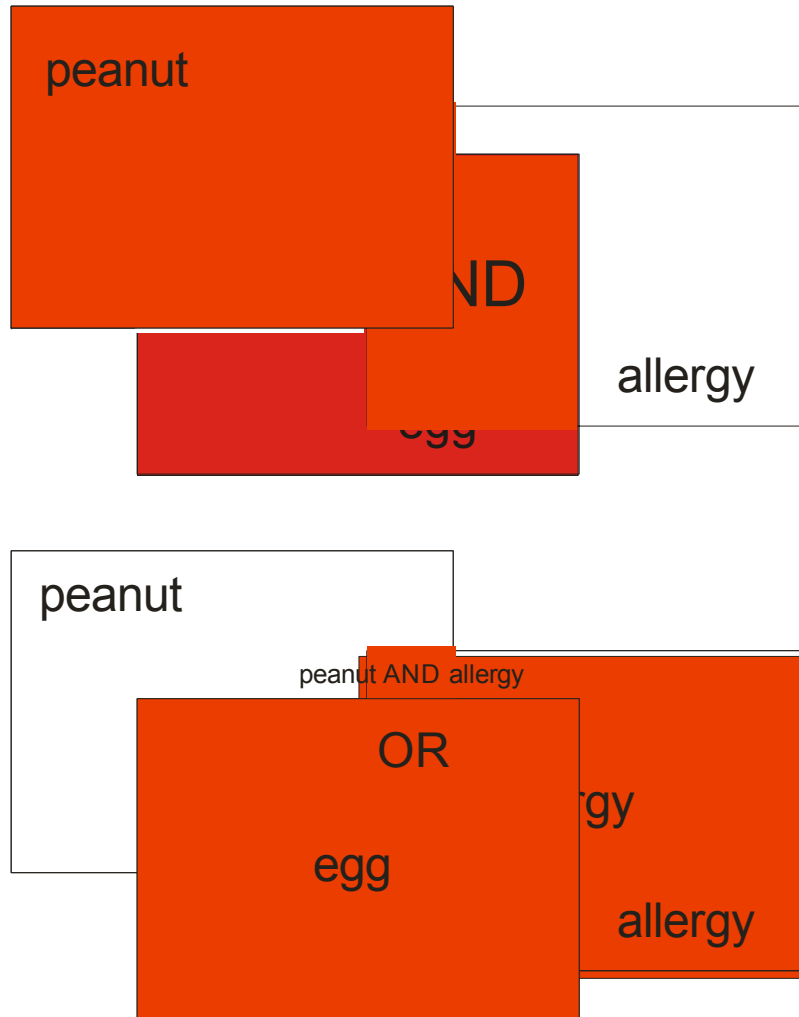 peanut
ND
allergy
egg
peanut
peanut AND allergy
OR
rgy
egg
allergy